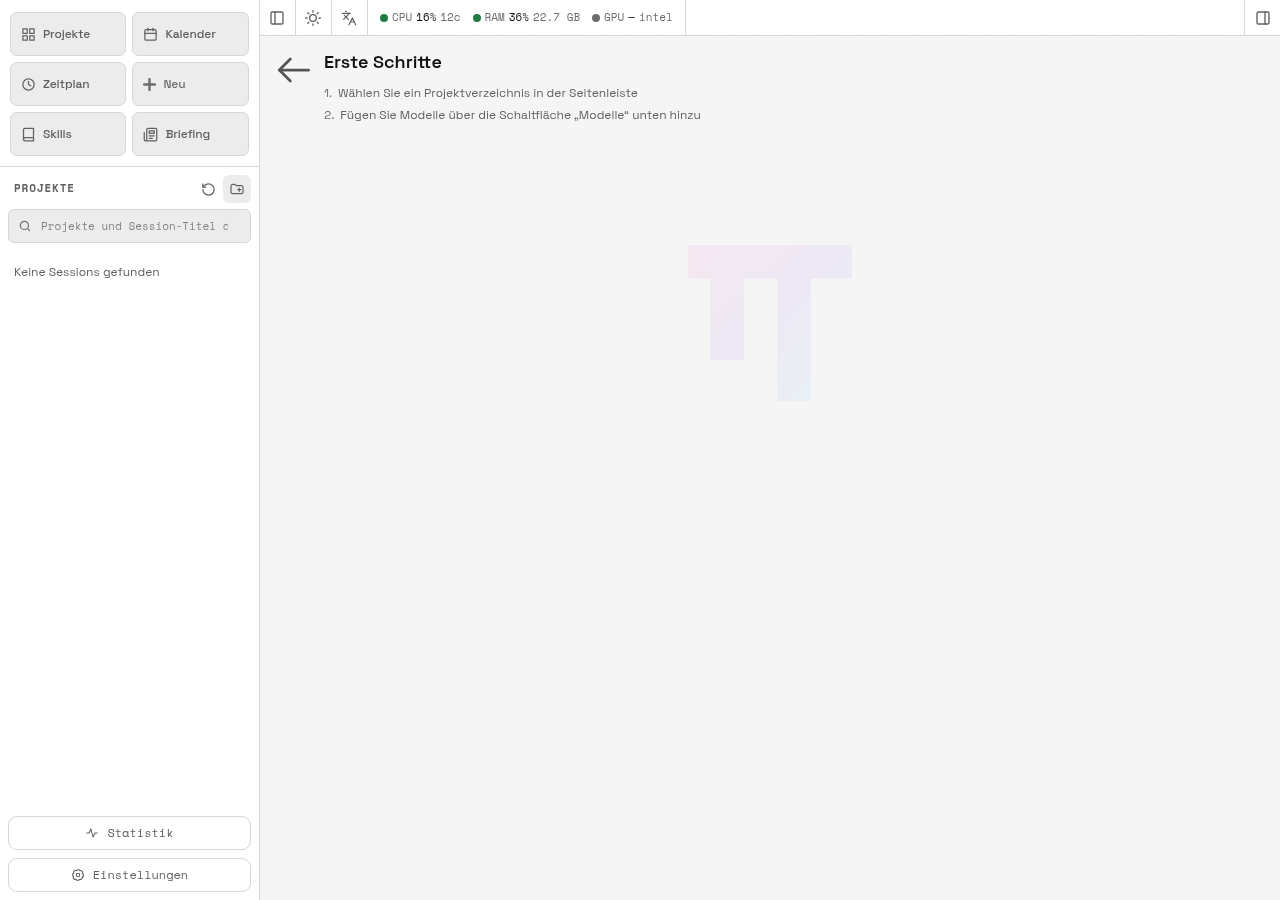 Projekte
Kalender
Zeitplan
Neu
Skills
Briefing
PROJEKTE
Projekte und Session-Titel
Keine Sessions gefunden
Statistik
Einstellungen
CPU 16% 12c RAM 36% 22.7 GB GPU — intel
Erste Schritte
1. Wählen Sie ein Projektverzeichnis in der Seitenleiste
2. Fügen Sie Modelle über die Schaltfläche „Modelle“ unten hinzu